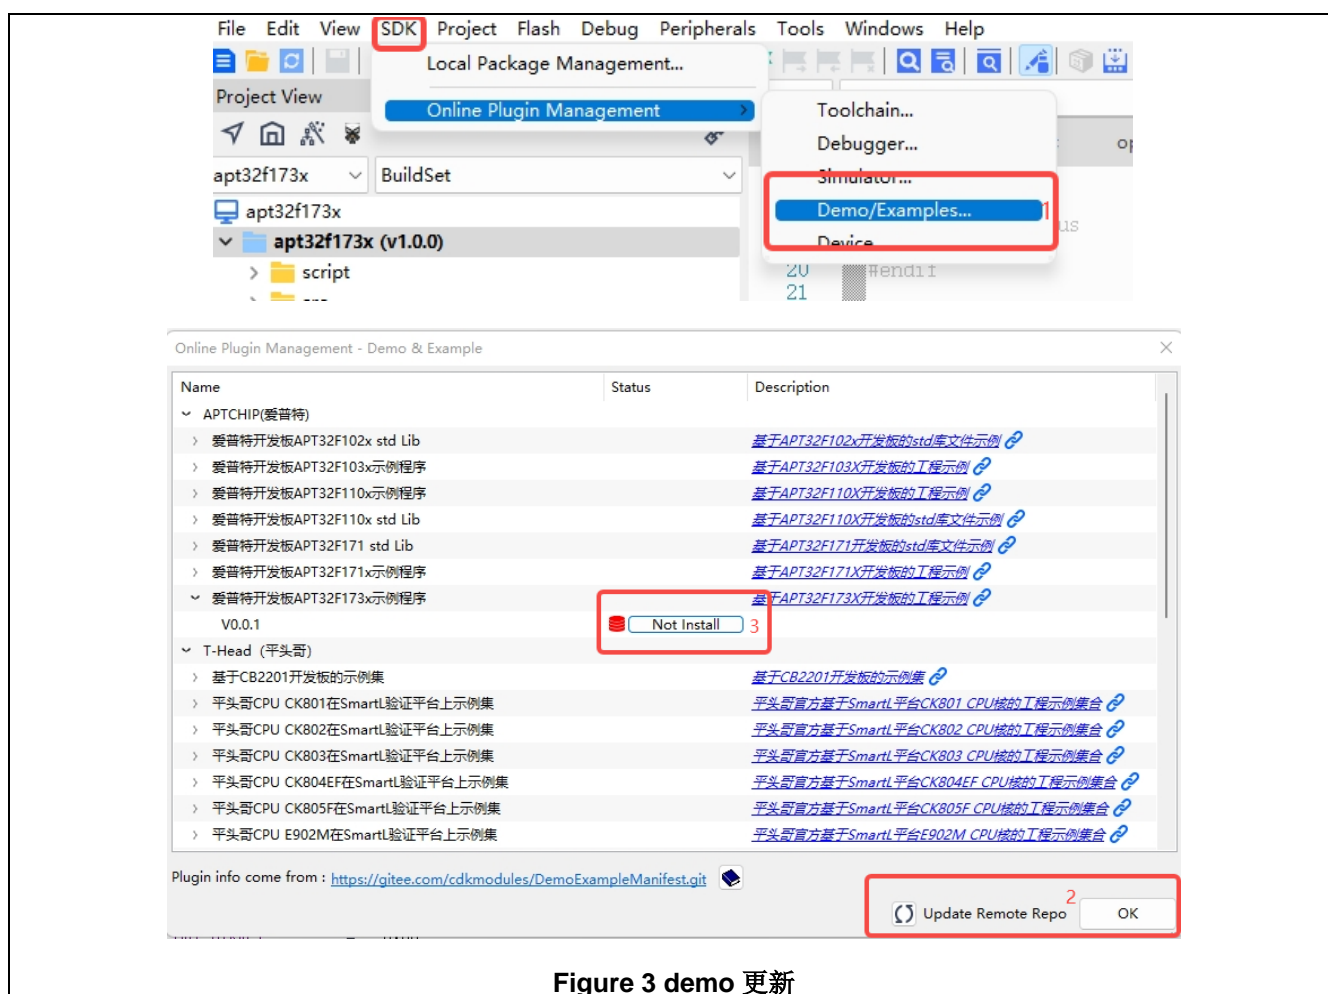 File Edit View SDK Project Flash Debug Peripherals Tools Windows Help
Local Package Management...
Project View
Online Plugin Management
Toolchain...
Debugger...
apt32f173x BuildSet
Simulator...
apt32f173x
Demo/Examples... 1
us
apt32f173x (v1.0.0)
Device
script
20 #endif
21
Online Plugin Management - Demo & Example
Name Status Description
APTCHIP(爱普特)
爱普特开发板APT32F102x std Lib 基于APT32F102x开发板的std库文件示例
爱普特开发板APT32F103x示例程序 基于APT32F103X开发板的工程示例
爱普特开发板APT32F110x示例程序 基于APT32F110X开发板的工程示例
爱普特开发板APT32F110x std Lib 基于APT32F110X开发板的std库文件示例
爱普特开发板APT32F171 std Lib 基于APT32F171开发板的std库文件示例
爱普特开发板APT32F171x示例程序 基于APT32F171X开发板的工程示例
爱普特开发板APT32F173x示例程序 基于APT32F173X开发板的工程示例
V0.0.1 Not Install 3
T-Head（平头哥）
基于CB2201开发板的示例集 基于CB2201开发板的示例集
平头哥CPU CK801在SmartL验证平台上示例集 平头哥官方基于SmartL平台CK801 CPU核的工程示例集合
平头哥CPU CK802在SmartL验证平台上示例集 平头哥官方基于SmartL平台CK802 CPU核的工程示例集合
平头哥CPU CK803在SmartL验证平台上示例集 平头哥官方基于SmartL平台CK803 CPU核的工程示例集合
平头哥CPU CK804EF在SmartL验证平台上示例集 平头哥官方基于SmartL平台CK804EF CPU核的工程示例集合
平头哥CPU CK805F在SmartL验证平台上示例集 平头哥官方基于SmartL平台CK805F CPU核的工程示例集合
平头哥CPU E902M在SmartL验证平台上示例集 平头哥官方基于SmartL平台E902M CPU核的工程示例集合
Plugin info come from : https://gitee.com/cdkmodules/DemoExampleManifest.git
2
Update Remote Repo OK
Figure 3 demo 更新